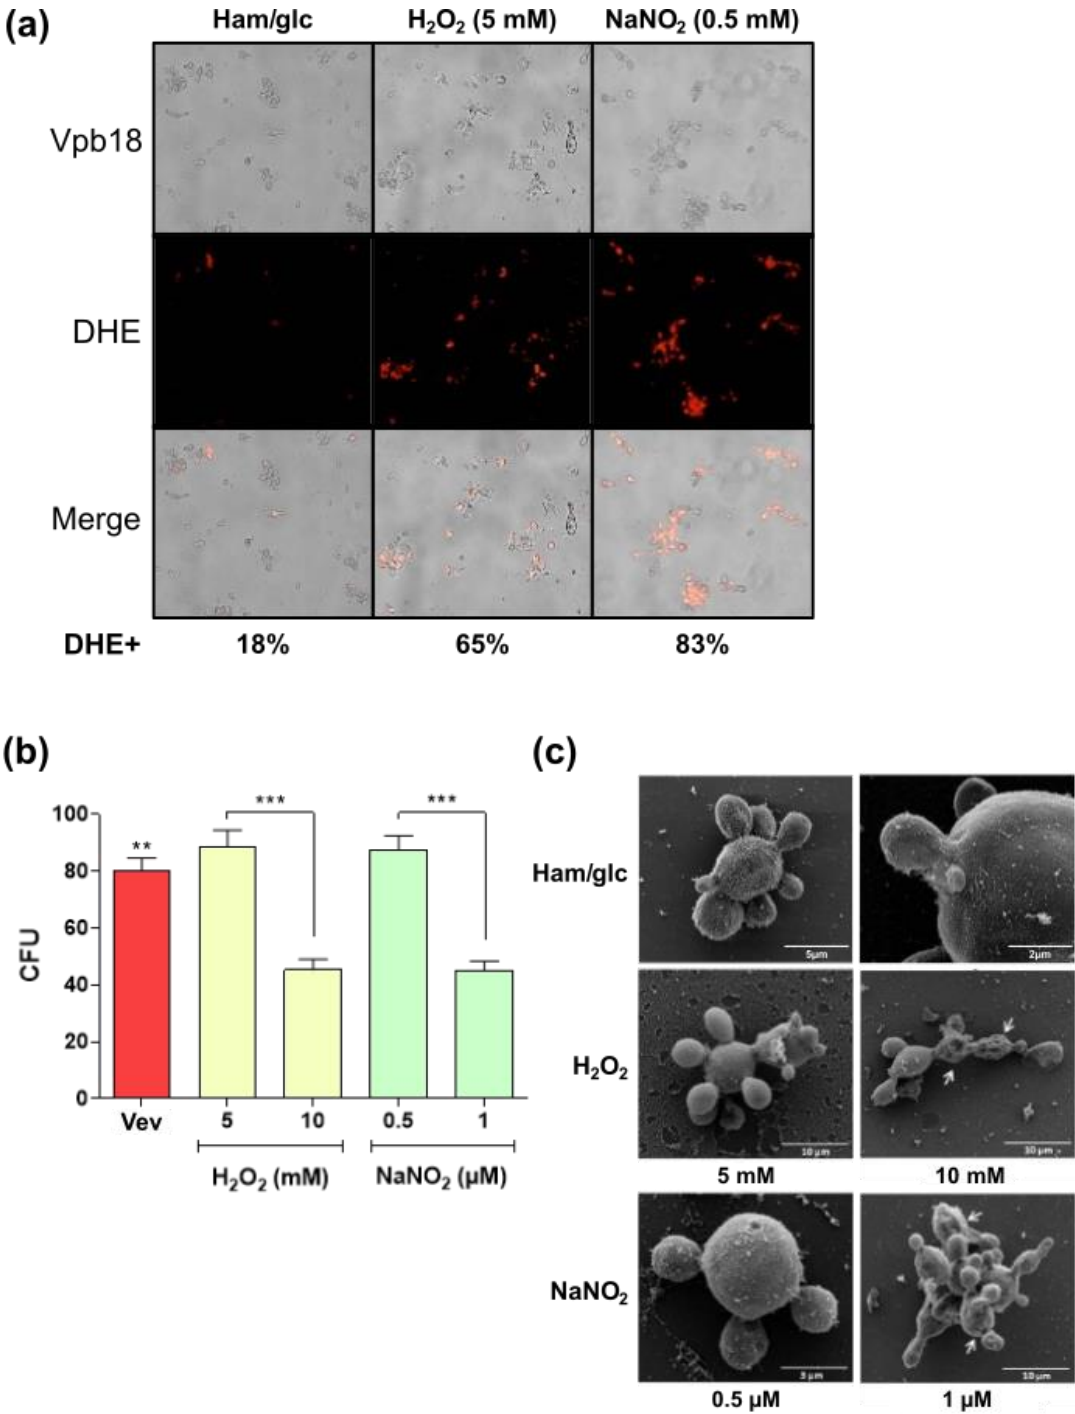 (a)
Ham/glc H₂O₂ (5 mM) NaNO₂ (0.5 mM)
Vpb18
DHE
Merge
DHE+ 18% 65% 83%
(b)
100
80
60
40
20
0
CFU
**
***
***
Vev 5 10 0.5 1
H₂O₂ (mM) NaNO₂ (µM)
(c)
Ham/glc
5µm
2µm
H₂O₂
10 µm
10 µm
5 mM 10 mM
NaNO₂
3 µm
10 µm
0.5 µM 1 µM